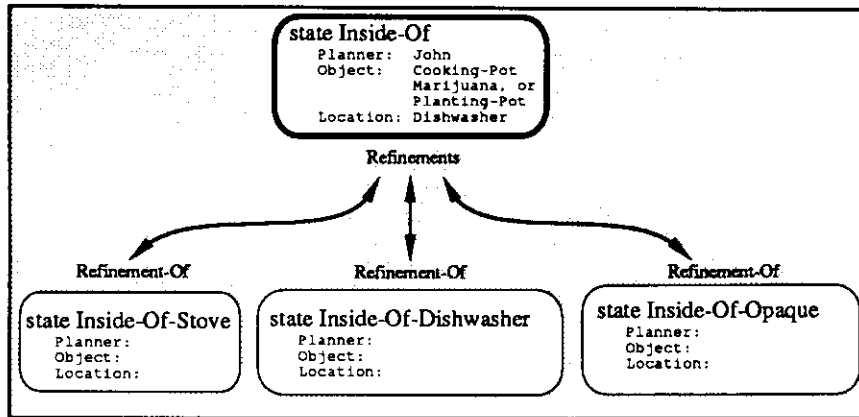 state Inside-Of
Planner: John
Object: Cooking-Pot
Marijuana, or
Planting-Pot
Location: Dishwasher
Refinements
Refinement-Of
Refinement-Of
Refinement-Of
state Inside-Of-Stove
Planner:
Object:
Location:
state Inside-Of-Dishwasher
Planner:
Object:
Location:
state Inside-Of-Opaque
Planner:
Object:
Location: